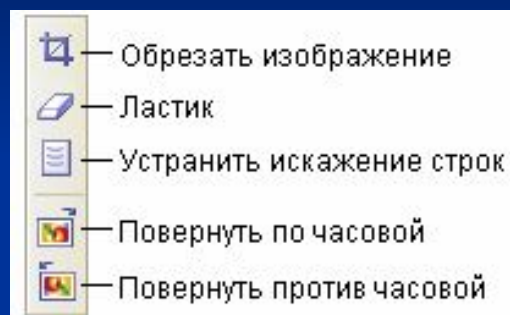 Обрезать изображение
Ластик
Устранить искажение строк
Повернуть по часовой
Повернуть против часовой